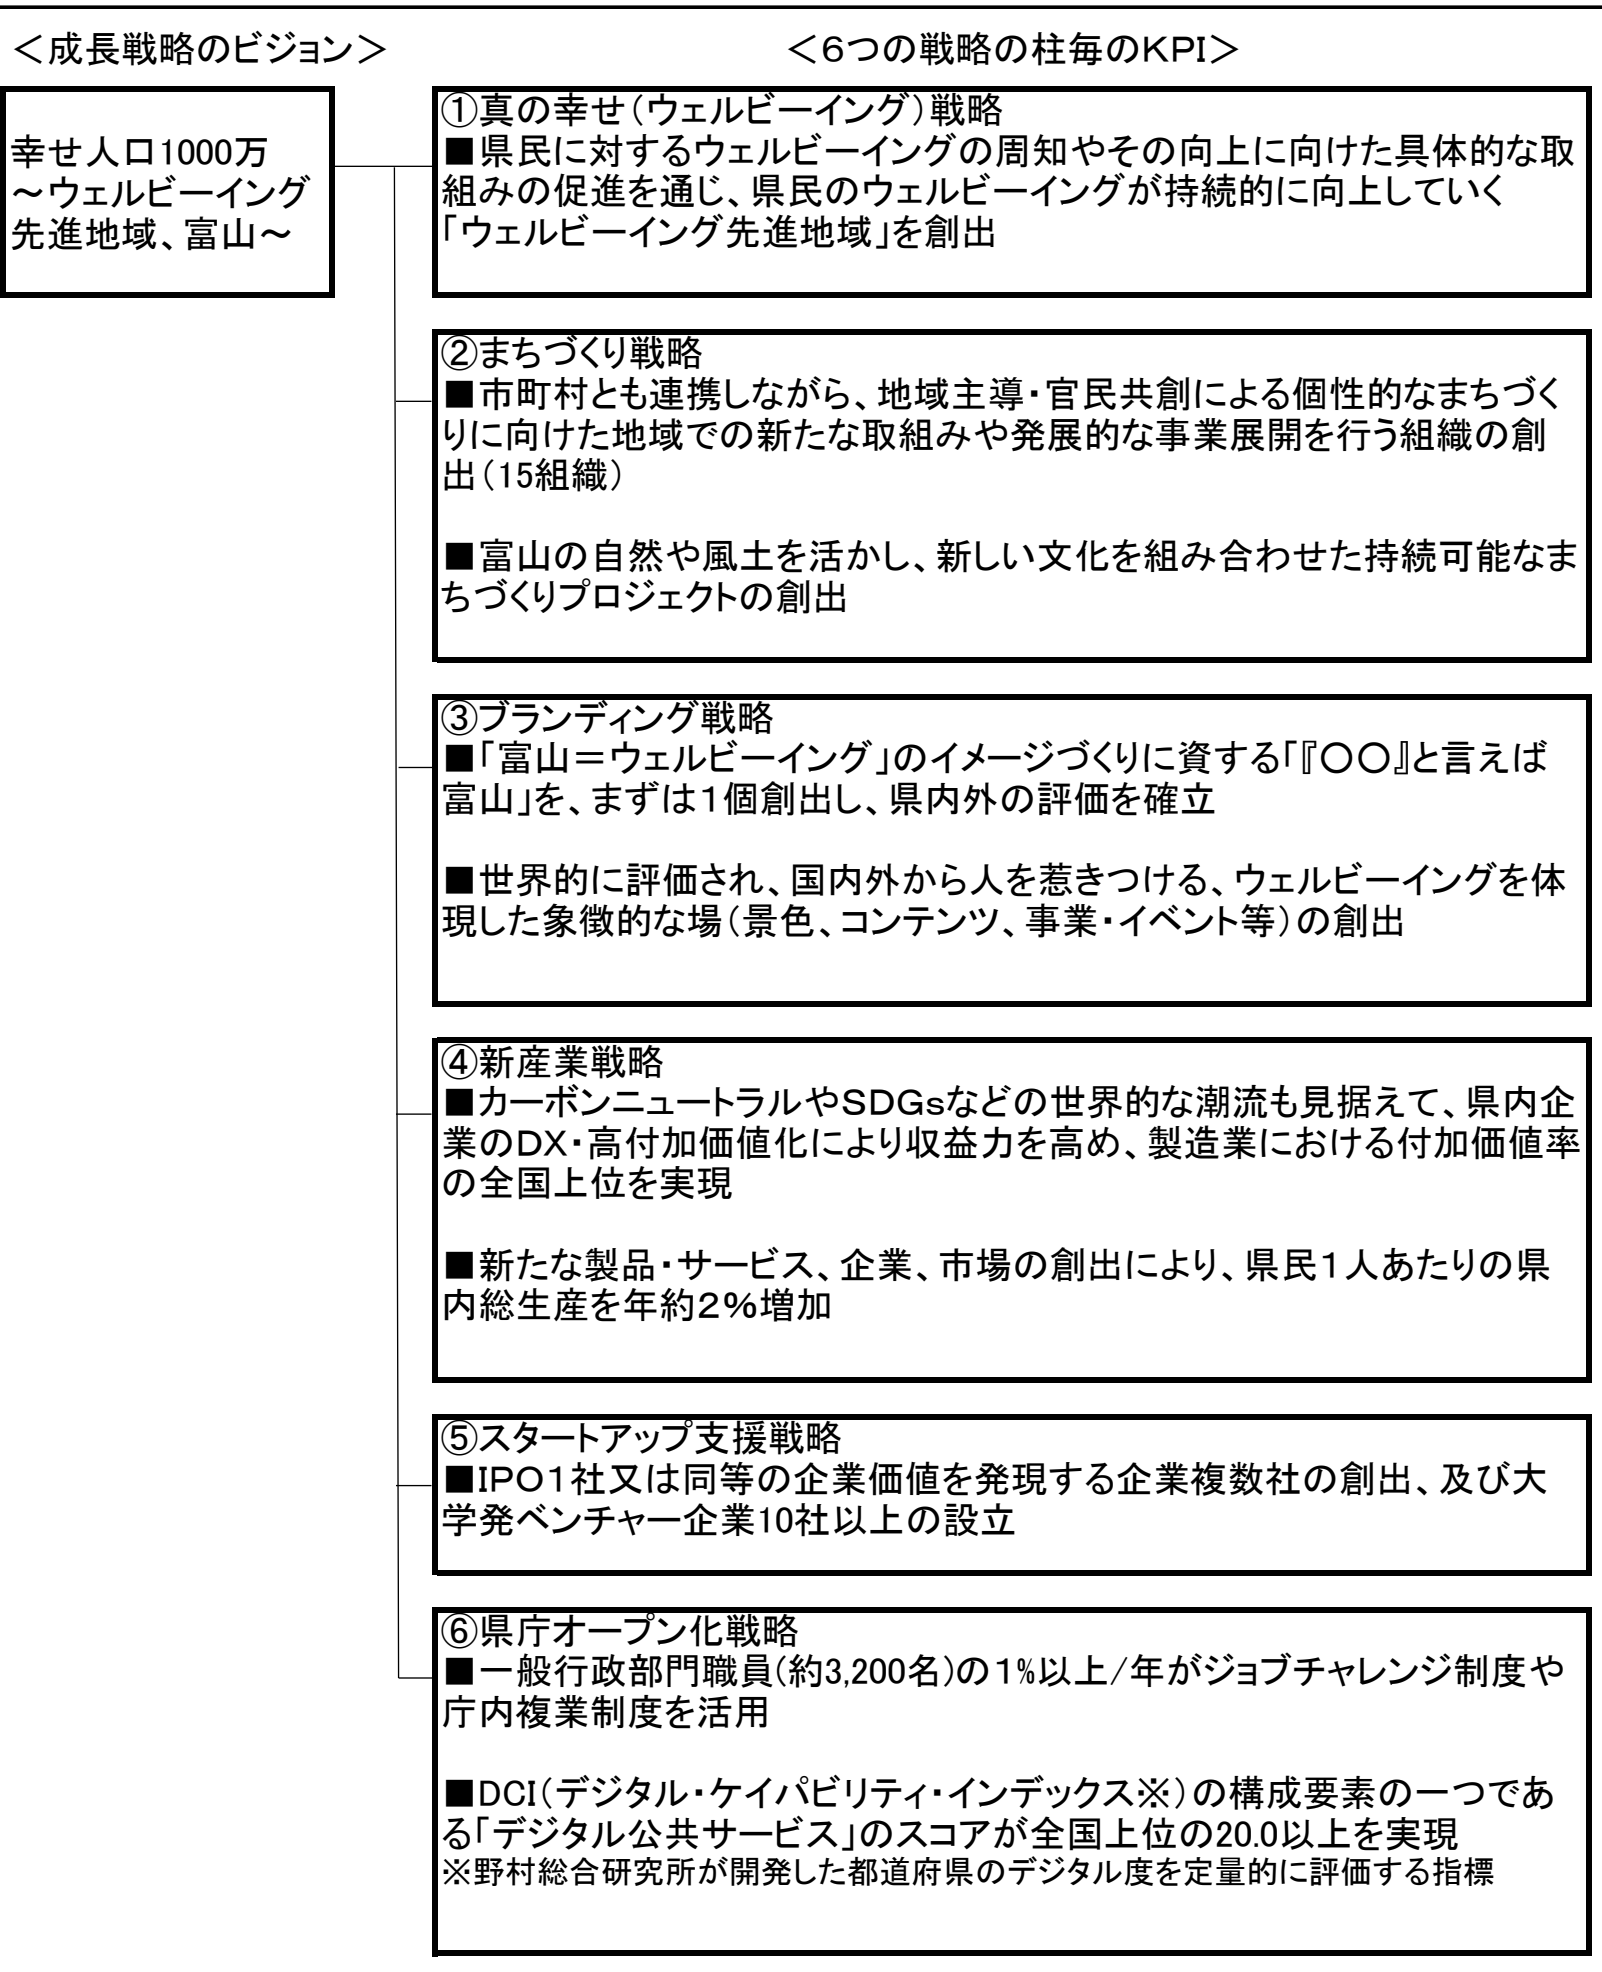 ＜成長戦略のビジョン＞
＜６つの戦略の柱毎のＫＰＩ＞
幸せ人口1000万
～ウェルビーイング
先進地域、富山～
①真の幸せ（ウェルビーイング）戦略
■県民に対するウェルビーイングの周知やその向上に向けた具体的な取
組みの促進を通じ、県民のウェルビーイングが持続的に向上していく
「ウェルビーイング先進地域」を創出
②まちづくり戦略
■市町村とも連携しながら、地域主導・官民共創による個性的なまちづく
りに向けた地域での新たな取組みや発展的な事業展開を行う組織の創
出（15組織）
■富山の自然や風土を活かし、新しい文化を組み合わせた持続可能なま
ちづくりプロジェクトの創出
③ブランディング戦略
■「富山＝ウェルビーイング」のイメージづくりに資する「『〇〇』と言えば
富山」を、まずは１個創出し、県内外の評価を確立
■世界的に評価され、国内外から人を惹きつける、ウェルビーイングを体
現した象徴的な場（景色、コンテンツ、事業・イベント等）の創出
④新産業戦略
■カーボンニュートラルやＳＤＧｓなどの世界的な潮流も見据えて、県内企
業のＤＸ・高付加価値化により収益力を高め、製造業における付加価値率
の全国上位を実現
■新たな製品・サービス、企業、市場の創出により、県民１人あたりの県
内総生産を年約２％増加
⑤スタートアップ支援戦略
■ＩＰＯ１社又は同等の企業価値を発現する企業複数社の創出、及び大
学発ベンチャー企業10社以上の設立
⑥県庁オープン化戦略
■一般行政部門職員(約3,200名)の１%以上/年がジョブチャレンジ制度や
庁内複業制度を活用
■DCI（デジタル・ケイパビリティ・インデックス※）の構成要素の一つであ
る「デジタル公共サービス」のスコアが全国上位の20.0以上を実現
※野村総合研究所が開発した都道府県のデジタル度を定量的に評価する指標